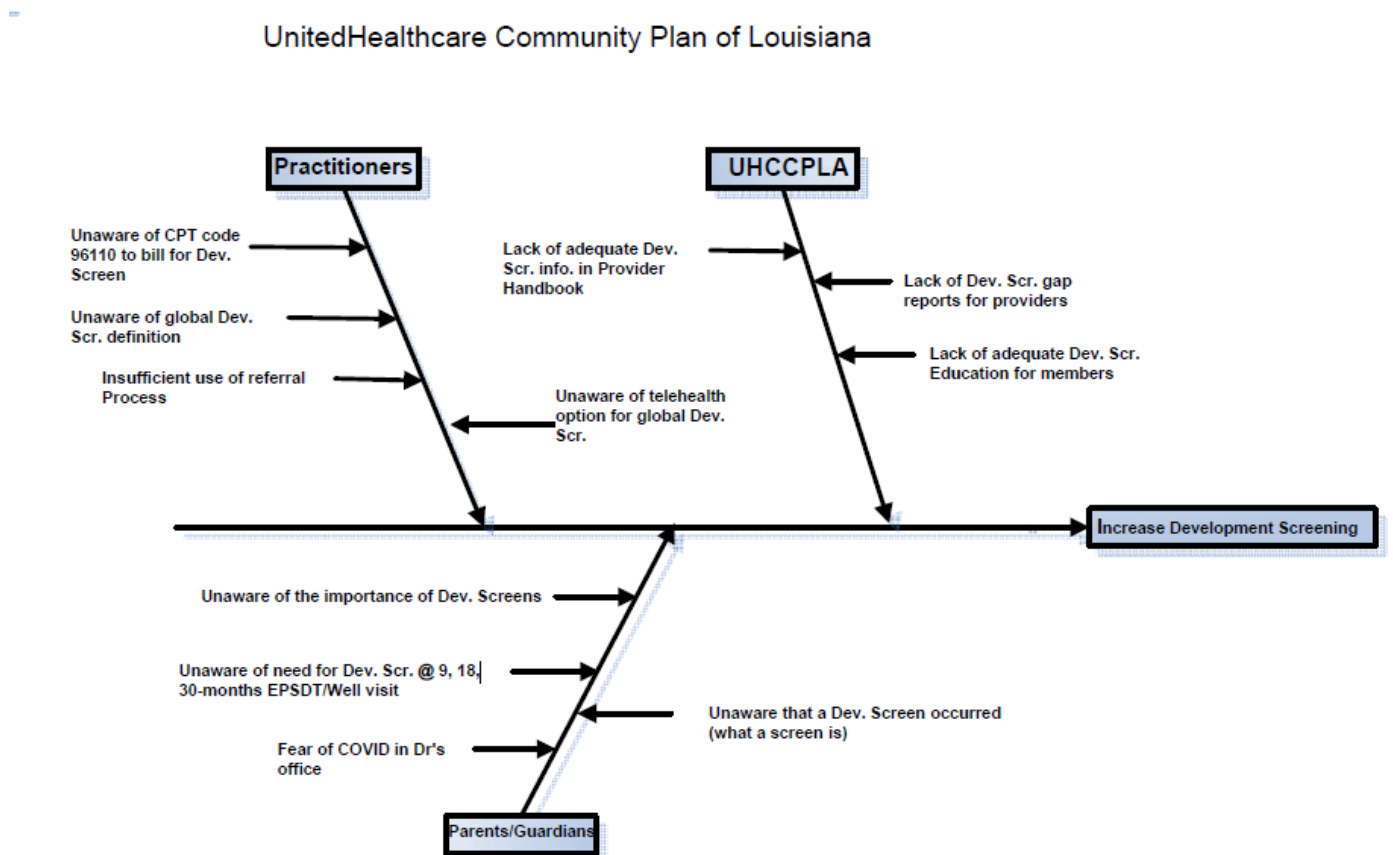 UnitedHealthcare Community Plan of Louisiana
Practitioners
UHCCPLA
Unaware of CPT code
96110 to bill for Dev.
Screen
Unaware of global Dev.
Scr. definition
Insufficient use of referral
Process
Unaware of telehealth
option for global Dev.
Scr.
Lack of adequate Dev.
Scr. info. in Provider
Handbook
Lack of Dev. Scr. gap
reports for providers
Lack of adequate Dev. Scr.
Education for members
Increase Development Screening
Unaware of the importance of Dev. Screens
Unaware of need for Dev. Scr. @ 9, 18,
30-months EPSDT/Well visit
Unaware that a Dev. Screen occurred
(what a screen is)
Fear of COVID in Dr's
office
Parents/Guardians